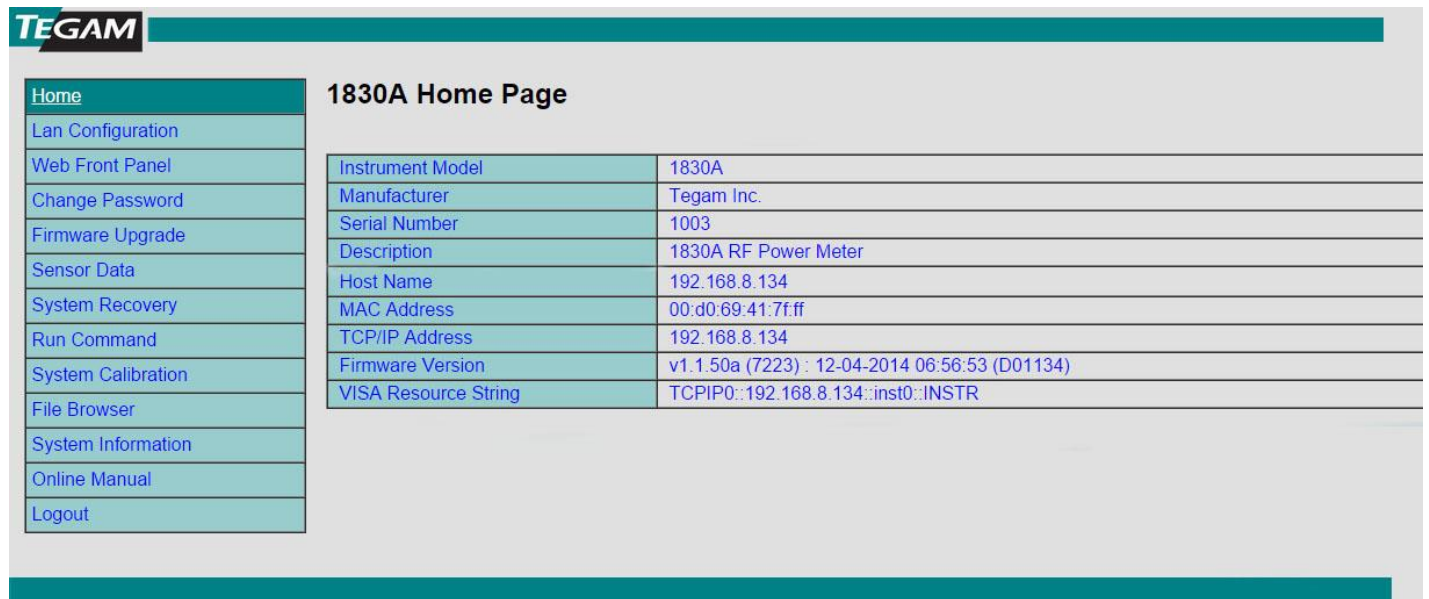 TEGAM
Home
Lan Configuration
Web Front Panel
Change Password
Firmware Upgrade
Sensor Data
System Recovery
Run Command
System Calibration
File Browser
System Information
Online Manual
Logout
1830A Home Page
Instrument Model 1830A
Manufacturer Tegam Inc.
Serial Number 1003
Description 1830A RF Power Meter
Host Name 192.168.8.134
MAC Address 00:d0:69:41:7f:ff
TCP/IP Address 192.168.8.134
Firmware Version v1.1.50a (7223) : 12-04-2014 06:56:53 (D01134)
VISA Resource String TCPIP0::192.168.8.134::inst0::INSTR